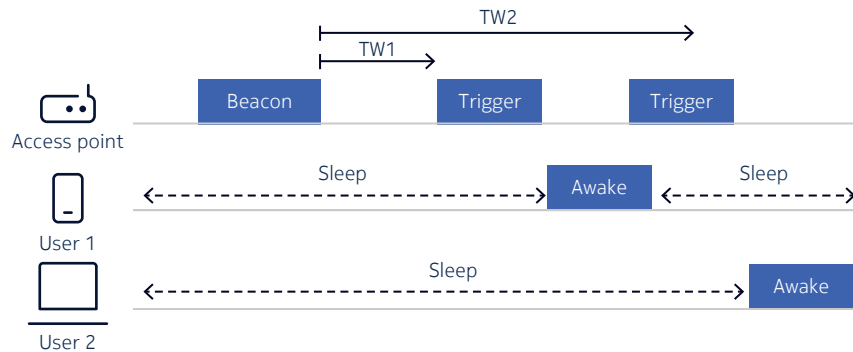 TW2
TW1
Beacon
Trigger
Trigger
Access point
Sleep
Awake
Sleep
User 1
Sleep
Awake
User 2